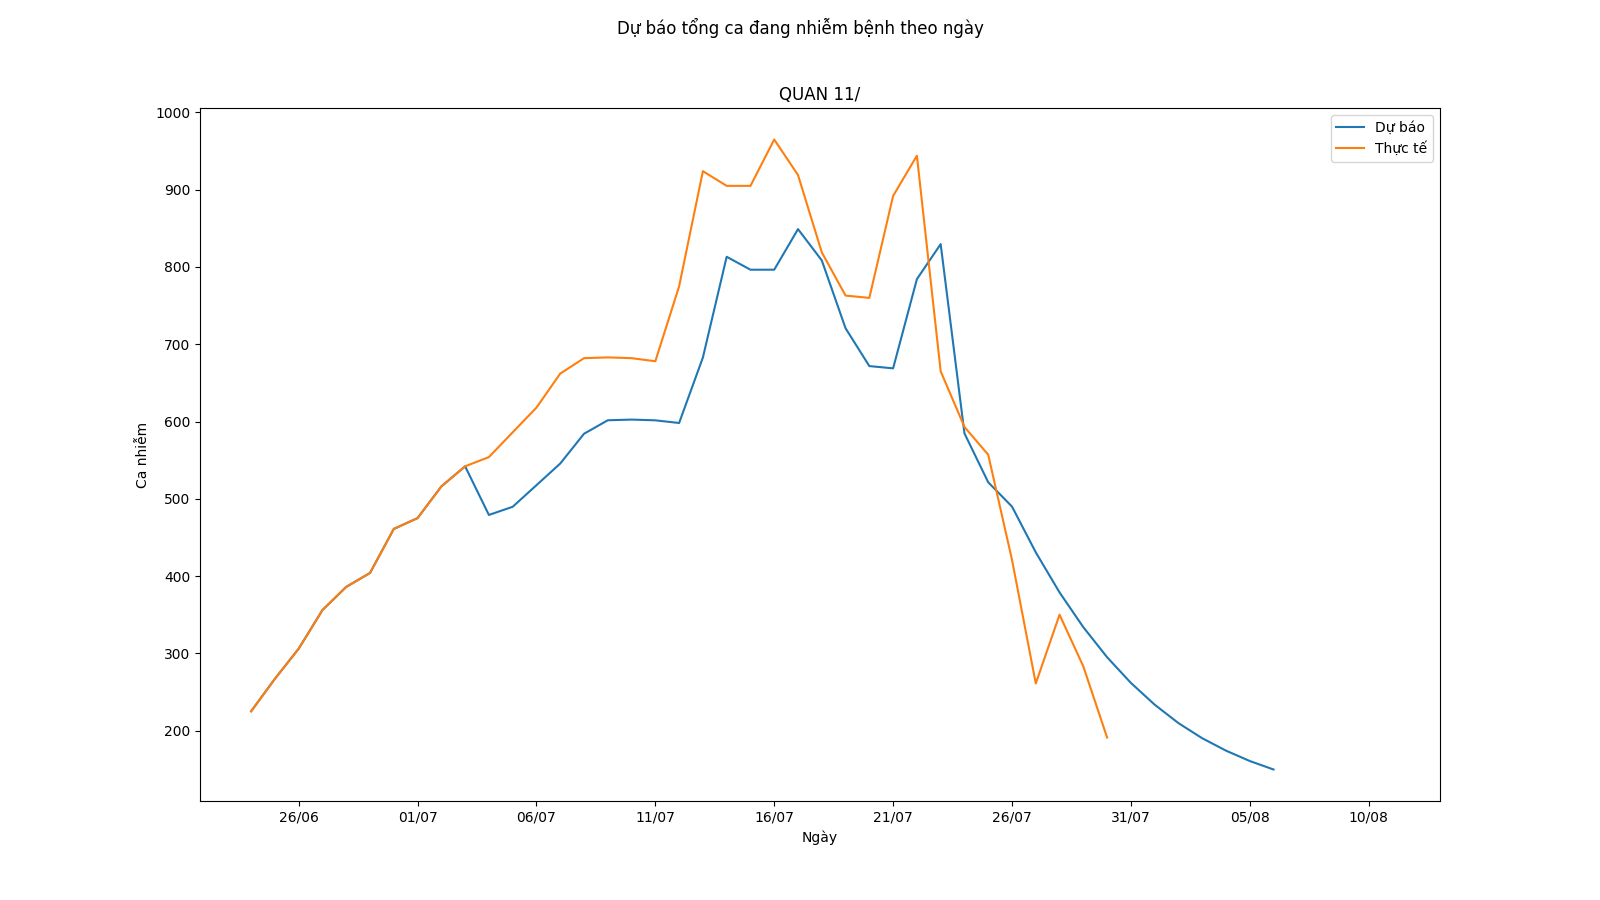 Dự báo tổng ca đang nhiễm bệnh theo ngày
QUAN 11/
1000
900
800
700
600
500
400
300
200
Ca nhiễm
Dự báo
Thực tế
26/06 01/07 06/07 11/07 16/07 21/07 26/07 31/07 05/08 10/08
Ngày